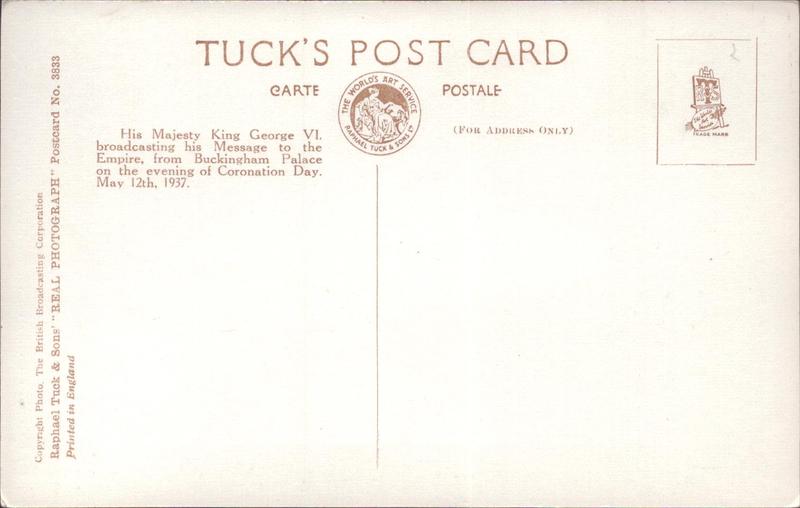 TUCK'S POST CARD
CARTE POSTALE
THE WORLD'S ART SERVICE
RAPHAEL TUCK & SONS LTD
(FOR ADDRESS ONLY)
TRADE MARK
2
His Majesty King George VI.
broadcasting his Message to the
Empire, from Buckingham Palace
on the evening of Coronation Day.
May 12th, 1937.
Copyright Photo. The British Broadcasting Corporation
Raphael Tuck & Sons' "REAL PHOTOGRAPH" Postcard No. 3833
Printed in England